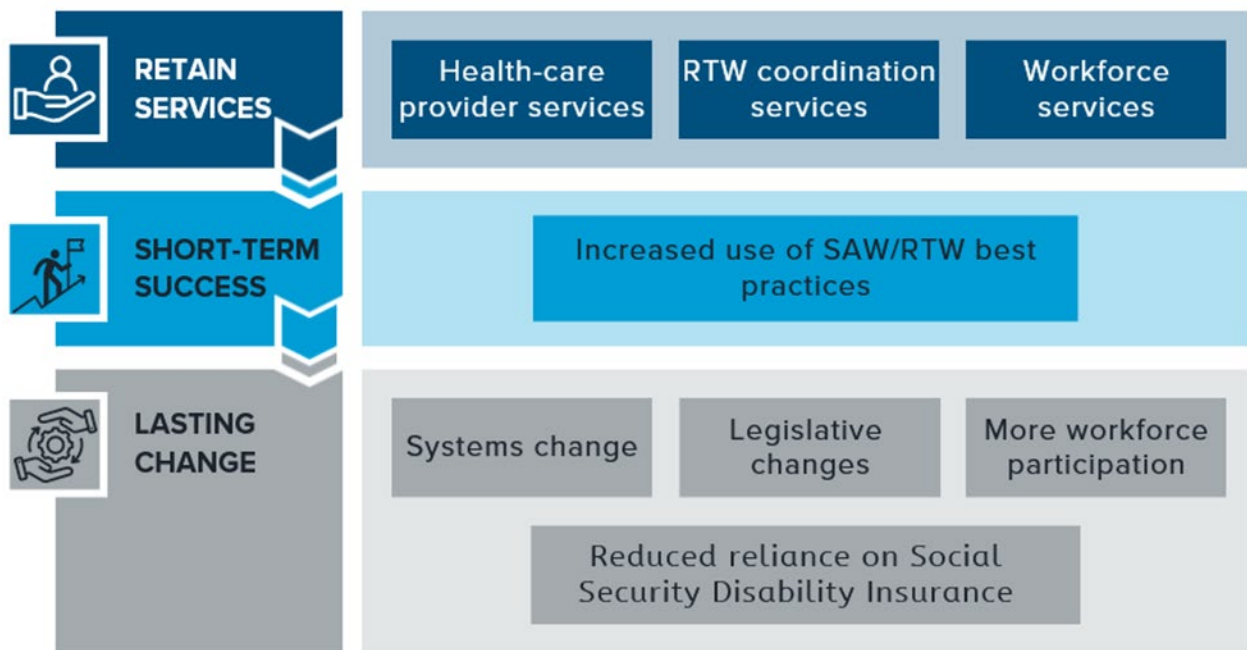 RETAIN
SERVICES
Health-care
provider services
RTW coordination
services
Workforce
services
SHORT-TERM
SUCCESS
Increased use of SAW/RTW best
practices
LASTING
CHANGE
Systems change
Legislative
changes
More workforce
participation
Reduced reliance on Social
Security Disability Insurance